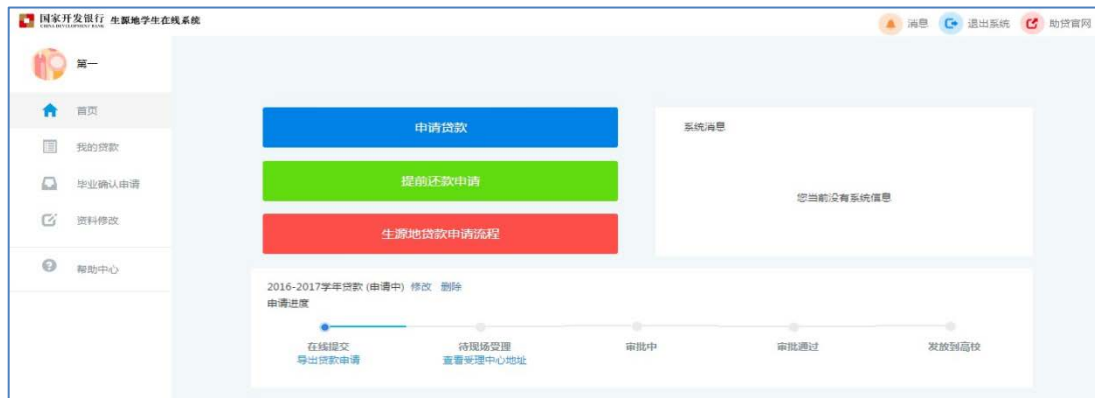 国家开发银行 生源地学生在线系统
CHINA DEVELOPMENT BANK
消息 退出系统 助贷官网
第一
首页
我的贷款
毕业确认申请
资料修改
帮助中心
申请贷款
提前还款申请
生源地贷款申请流程
系统消息
您当前没有系统信息
2016-2017学年贷款 (申请中) 修改 删除
申请进度
在线提交 待现场受理 审批中 审批通过 发放到高校
导出贷款申请 查看受理中心地址